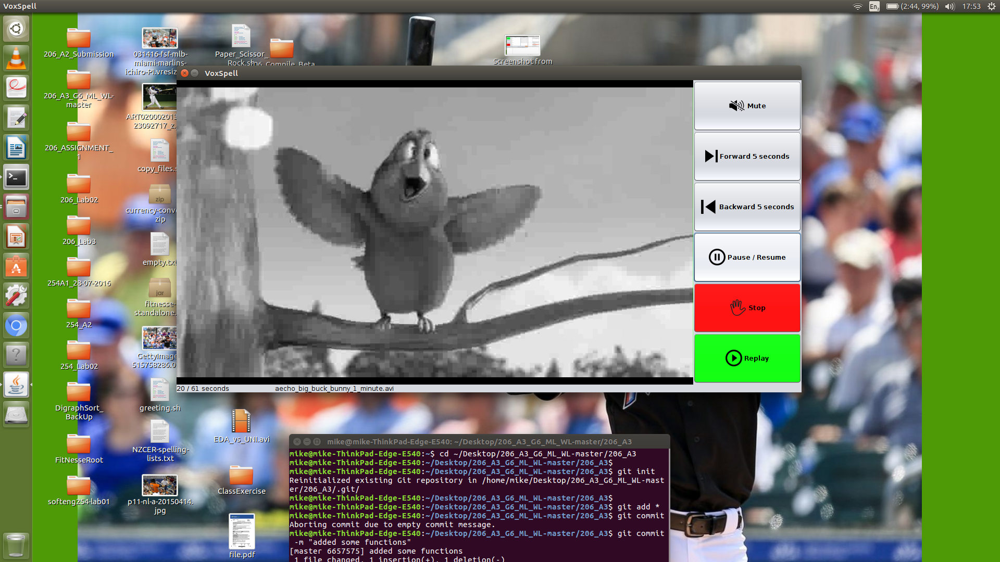 VoxSpell
En2
(2:44, 99%)
17:53
206_A2_Submission
031416-fsf-mlb-
miami-marlins-
ichiro-Pl.vresiz
Paper_Scissor_
Rock.sh
206_Compile_Beta
Screenshot from
206_A3_G6_ML_WL-
master
23092717_z.
206_ASSIGNMENT_
1
copy_files.s
206_Lab02
zip
currency-conv
zip
206_Lab3
empty.txt
254A1_28-07-2016
jar
fitnesse-
standalone.
254_A2
254_Lab02
GettyImage
515758286.0
DigraphSort_
BackUp
greeting.sh
FitNesseRoot
NZCER-spelling-
lists.txt
softeng254-lab01
p11-nl-a-20150414.
jpg
EDA_vs_UNI.avi
ClassExercise
file.pdf
VoxSpell
Mute
Forward 5 seconds
Backward 5 seconds
Pause / Resume
Stop
Replay
20 / 61 seconds
aecho_big_buck_bunny_1_minute.avi
mike@mike-ThinkPad-Edge-E540: ~/Desktop/206_A3_G6_ML_WL-master/206_A3
mike@mike-ThinkPad-Edge-E540:~$ cd ~/Desktop/206_A3_G6_ML_WL-master/206_A3
mike@mike-ThinkPad-Edge-E540:~/Desktop/206_A3_G6_ML_WL-master/206_A3$
mike@mike-ThinkPad-Edge-E540:~/Desktop/206_A3_G6_ML_WL-master/206_A3$ git init
Reinitialized existing Git repository in /home/mike/Desktop/206_A3_G6_ML_WL-mast
er/206_A3/.git/
mike@mike-ThinkPad-Edge-E540:~/Desktop/206_A3_G6_ML_WL-master/206_A3$
mike@mike-ThinkPad-Edge-E540:~/Desktop/206_A3_G6_ML_WL-master/206_A3$ git add *
mike@mike-ThinkPad-Edge-E540:~/Desktop/206_A3_G6_ML_WL-master/206_A3$ git commit
Aborting commit due to empty commit message.
mike@mike-ThinkPad-Edge-E540:~/Desktop/206_A3_G6_ML_WL-master/206_A3$ git commit
-m "added some functions"
[master 6657575] added some functions
1 file changed, 1 insertion(+), 1 deletion(-)